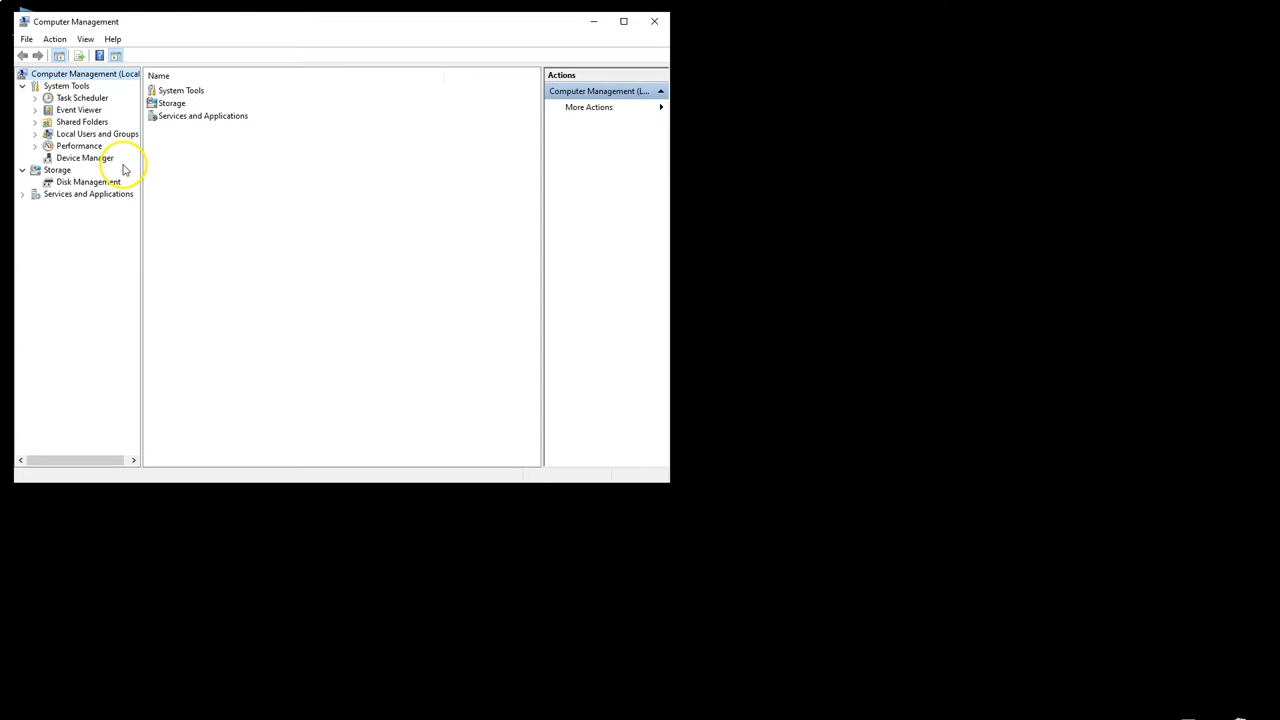 Computer Management
File Action View Help
Computer Management (Local
System Tools
Task Scheduler
Event Viewer
Shared Folders
Local Users and Groups
Performance
Device Manager
Storage
Disk Management
Services and Applications
Name
System Tools
Storage
Services and Applications
Actions
Computer Management (L...
More Actions